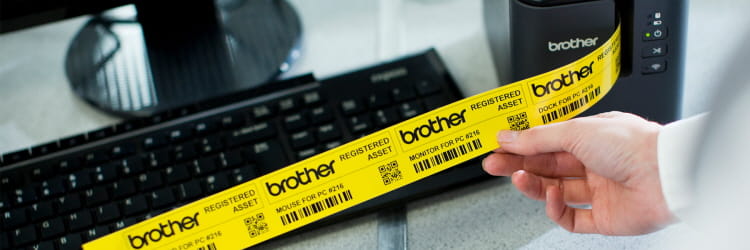 brother
brother
REGISTERED
ASSET
brother
REGISTERED
ASSET
MOUSE FOR PC #216
brother
REGISTERED
ASSET
MONITOR FOR PC #216
brother
REGISTERED
DOCK FOR PC #216